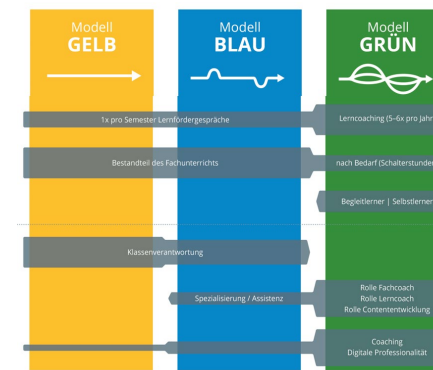 Modell
GELB
Modell
BLAU
Modell
GRÜN
1x pro Semester Lernfördergespräche
Lerncoaching (5–6x pro Jahr
Bestandteil des Fachunterrichts
nach Bedarf (Schalterstunden
Begleitlerner | Selbstlerner
Klassenverantwortung
Spezialisierung / Assistenz
Rolle Fachcoach
Rolle Lerncoach
Rolle Contententwicklung
Coaching
Digitale Professionalität